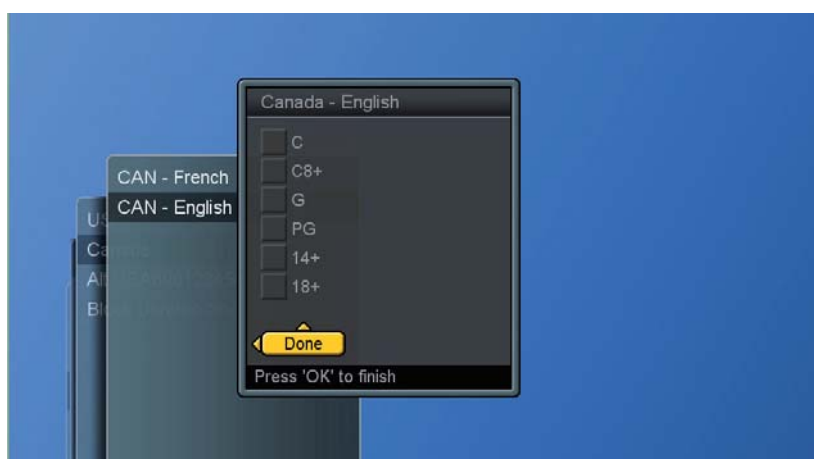 Canada - English
C
C8+
G
PG
14+
18+
Done
Press 'OK' to finish
CAN - French
CAN - English